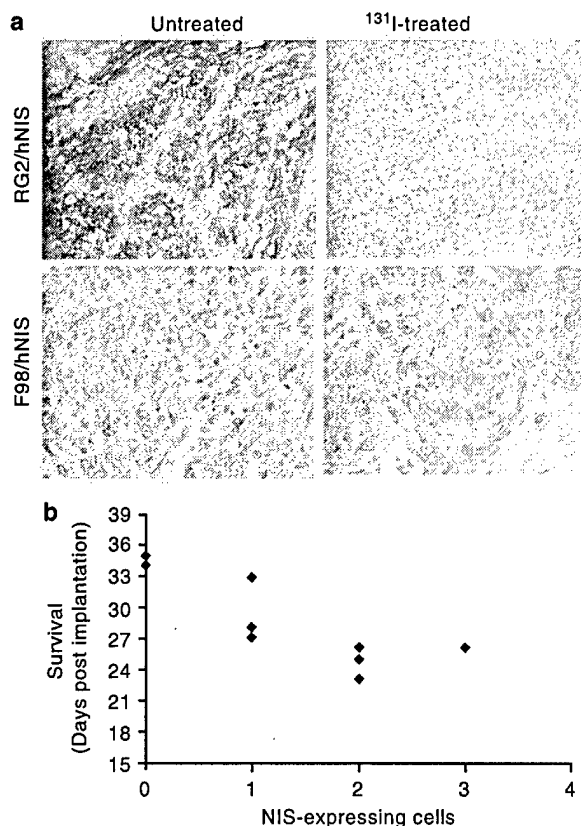 a
Untreated
¹³¹I-treated
RG2/hNIS
F98/hNIS
b
Survival
(Days post implantation)
39
36
33
30
27
24
21
18
15
0 1 2 3 4
NIS-expressing cells